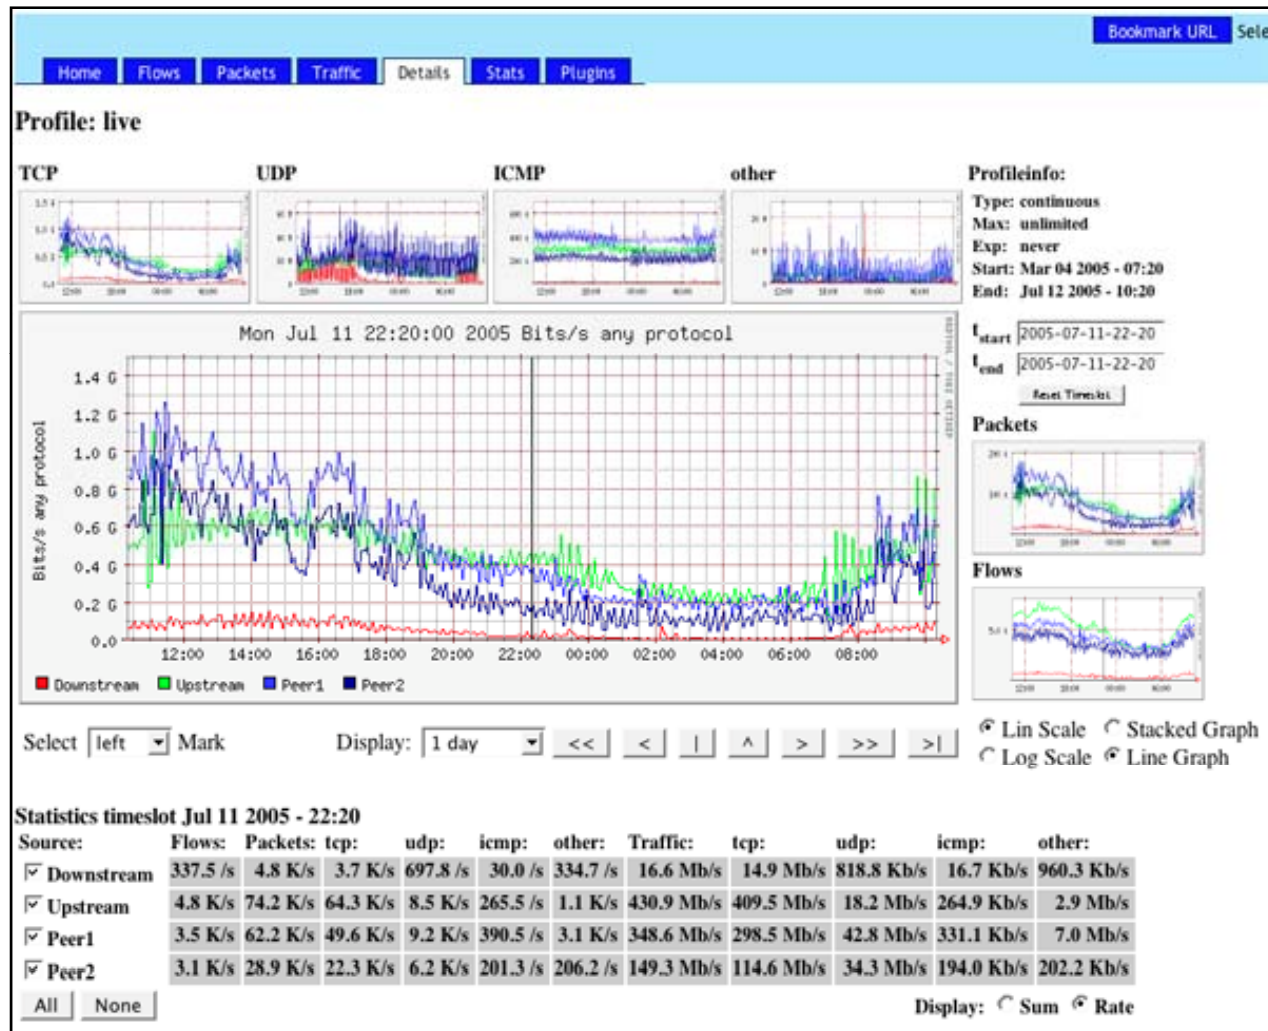 Bookmark URL Sele
Home Flows Packets Traffic Details Stats Plugins
Profile: live
TCP UDP ICMP other Profileinfo:
Type: continuous
Max: unlimited
Exp: never
Start: Mar 04 2005 - 07:20
End: Jul 12 2005 - 10:20
tstart 2005-07-11-22-20
tend 2005-07-11-22-20
Reset Timeslot
Mon Jul 11 22:20:00 2005 Bits/s any protocol
Bits/s any protocol
1.4 G
1.2 G
1.0 G
0.8 G
0.6 G
0.4 G
0.2 G
0.0
12:00 14:00 16:00 18:00 20:00 22:00 00:00 02:00 04:00 06:00 08:00
Downstream Upstream Peer1 Peer2
Packets
Flows
Select left Mark Display: 1 day << < | ^ > >> >|
Lin Scale Stacked Graph
Log Scale Line Graph
Statistics timeslot Jul 11 2005 - 22:20
Source: Flows: Packets: tcp: udp: icmp: other: Traffic: tcp: udp: icmp: other:
Downstream 337.5 /s 4.8 K/s 3.7 K/s 697.8 /s 30.0 /s 334.7 /s 16.6 Mb/s 14.9 Mb/s 818.8 Kb/s 16.7 Kb/s 960.3 Kb/s
Upstream 4.8 K/s 74.2 K/s 64.3 K/s 8.5 K/s 265.5 /s 1.1 K/s 430.9 Mb/s 409.5 Mb/s 18.2 Mb/s 264.9 Kb/s 2.9 Mb/s
Peer1 3.5 K/s 62.2 K/s 49.6 K/s 9.2 K/s 390.5 /s 3.1 K/s 348.6 Mb/s 298.5 Mb/s 42.8 Mb/s 331.1 Kb/s 7.0 Mb/s
Peer2 3.1 K/s 28.9 K/s 22.3 K/s 6.2 K/s 201.3 /s 206.2 /s 149.3 Mb/s 114.6 Mb/s 34.3 Mb/s 194.0 Kb/s 202.2 Kb/s
All None Display: Sum Rate